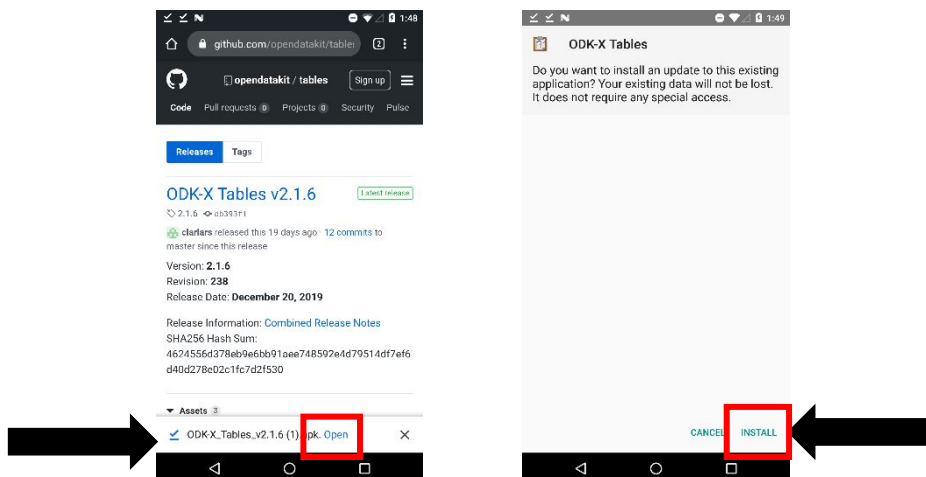 1:48
github.com/opendatakit/table
2
opendatakit / tables
Sign up
Code Pull requests 0 Projects 0 Security Pulse
Releases Tags
ODK-X Tables v2.1.6
Latest release
2.1.6 db393f1
clarlars released this 19 days ago · 12 commits to
master since this release
Version: 2.1.6
Revision: 238
Release Date: December 20, 2019
Release Information: Combined Release Notes
SHA256 Hash Sum:
4624556d378eb9e6bb91aee748592e4d79514df7ef6
d40d278e02c1fc7d2f530
Assets 3
ODK-X_Tables_v2.1.6 (1).apk. Open
1:49
ODK-X Tables
Do you want to install an update to this existing
application? Your existing data will not be lost.
It does not require any special access.
CANCEL INSTALL